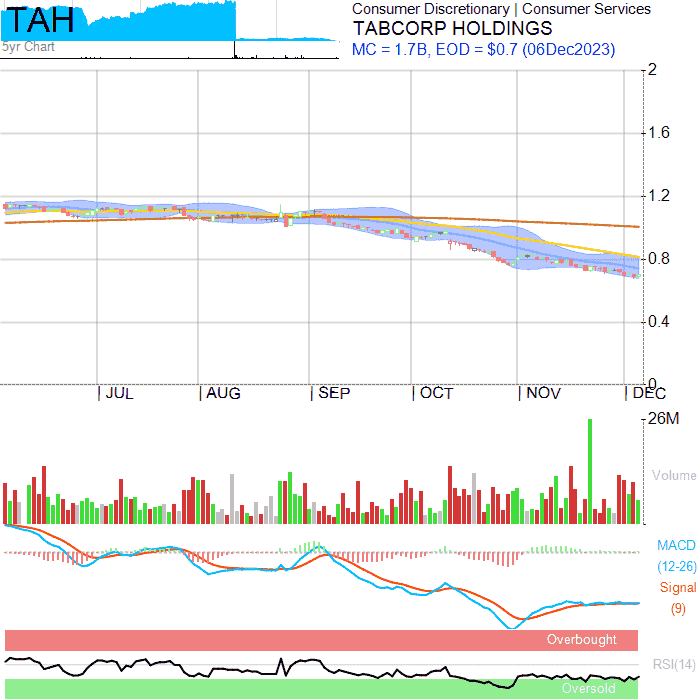 TAH
5yr Chart
Consumer Discretionary | Consumer Services
TABCORP HOLDINGS
MC = 1.7B, EOD = $0.7 (06Dec2023)
2
1.6
1.2
0.8
0.4
0
| JUL | AUG | SEP | OCT | NOV | DEC
26M
Volume
MACD
(12-26)
Signal
(9)
Overbought
RSI(14)
Oversold